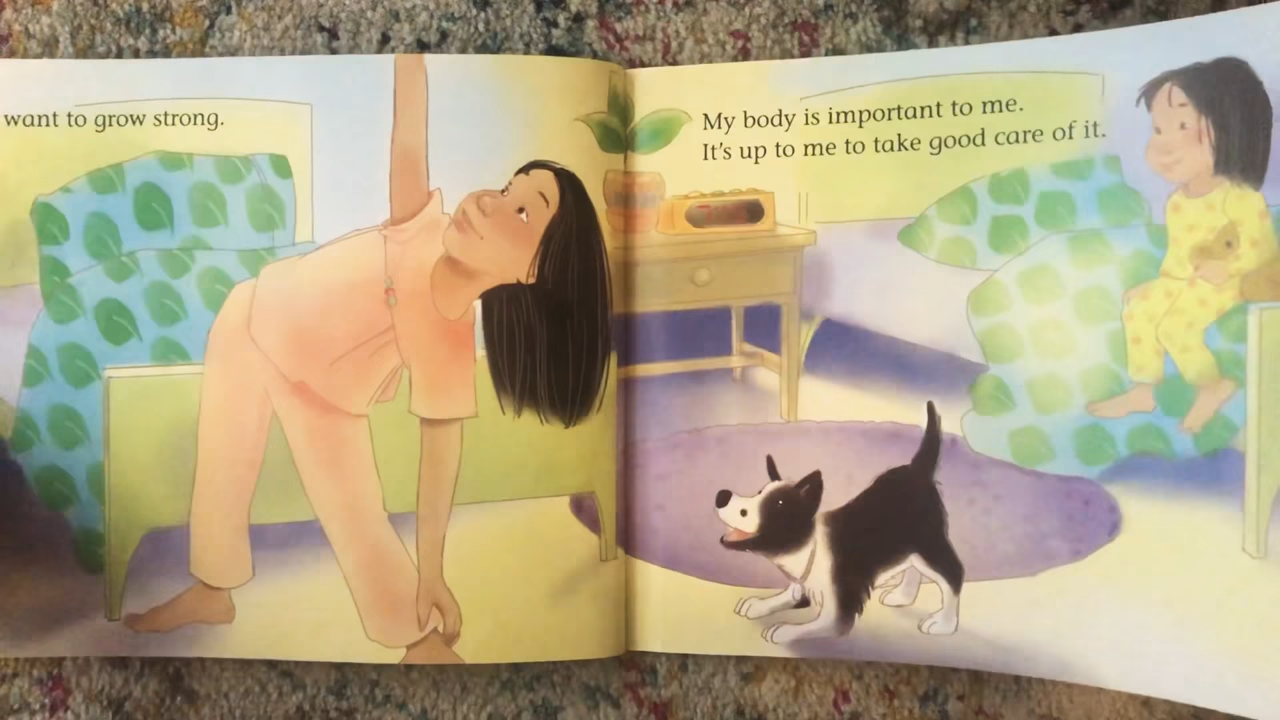 want to grow strong.
My body is important to me.
It's up to me to take good care of it.